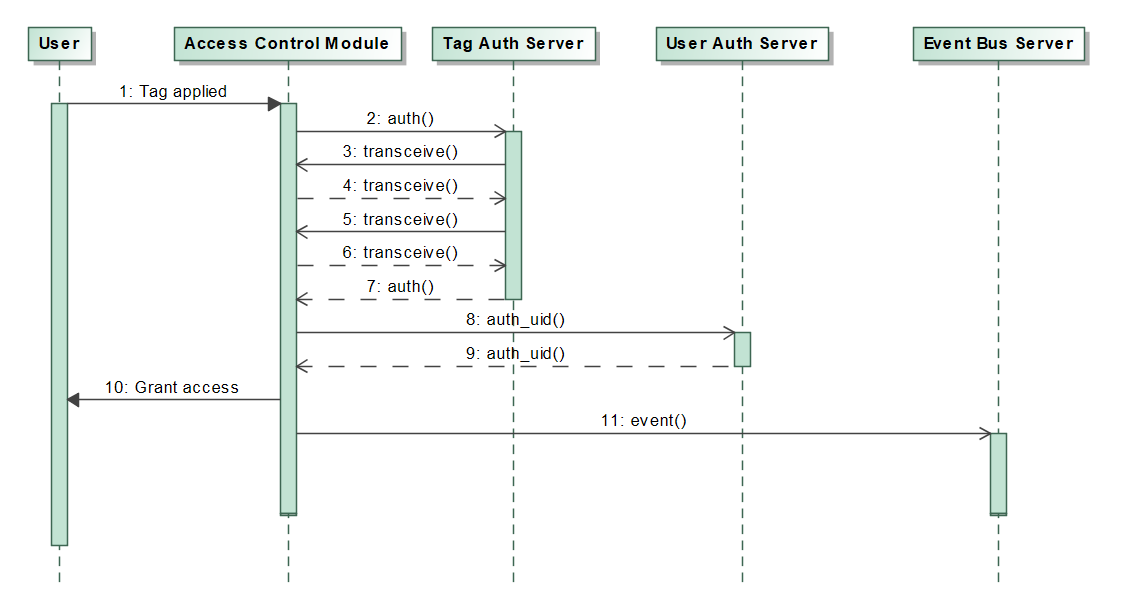 User
Access Control Module
Tag Auth Server
User Auth Server
Event Bus Server
1: Tag applied
2: auth()
3: transceive()
4: transceive()
5: transceive()
6: transceive()
7: auth()
8: auth_uid()
9: auth_uid()
10: Grant access
11: event()